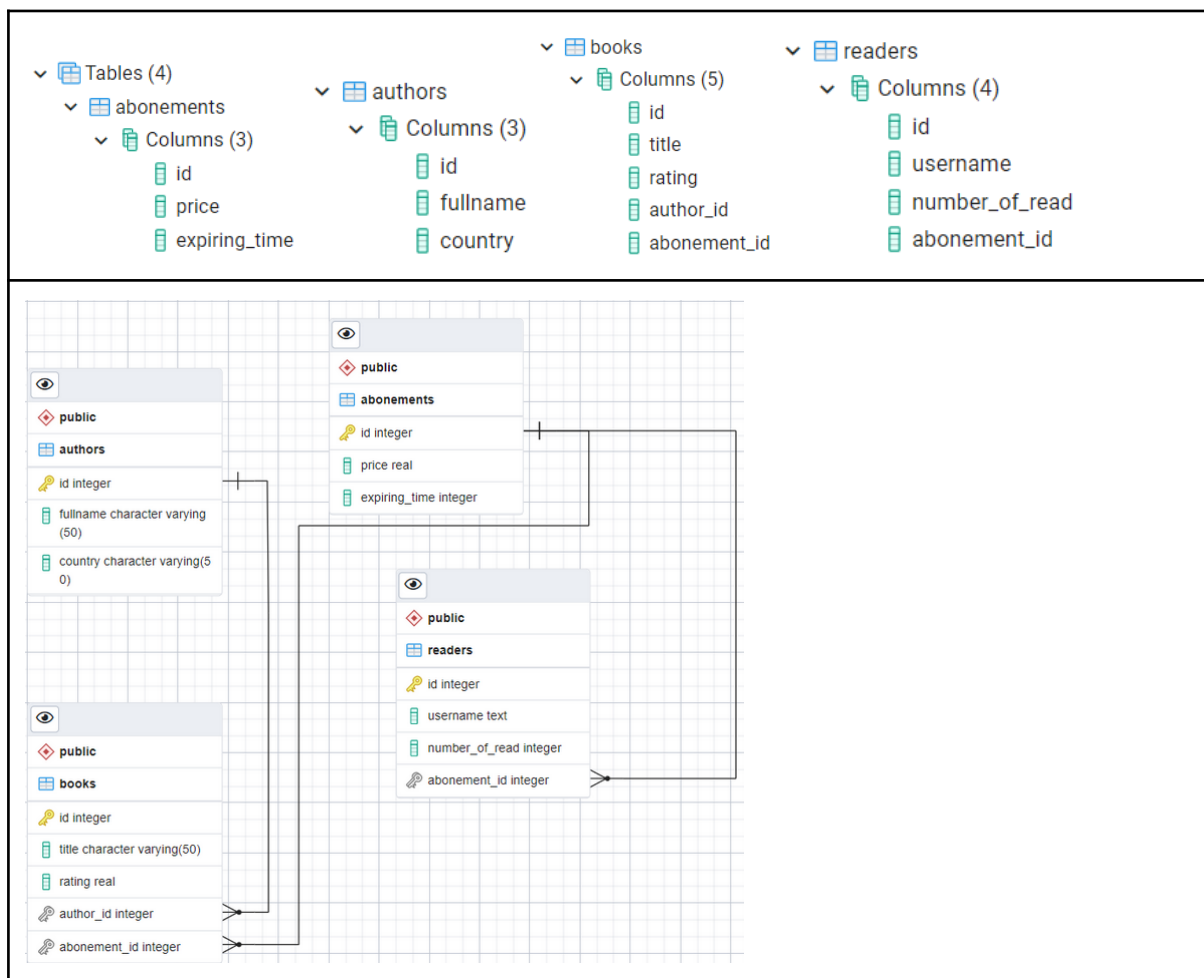 Tables (4)
abonements
Columns (3)
id
price
expiring_time
authors
Columns (3)
id
fullname
country
books
Columns (5)
id
title
rating
author_id
abonement_id
readers
Columns (4)
id
username
number_of_read
abonement_id
public
abonements
id integer
price real
expiring_time integer
public
authors
id integer
fullname character varying
(50)
country character varying(5
0)
public
readers
id integer
username text
number_of_read integer
abonement_id integer
public
books
id integer
title character varying(50)
rating real
author_id integer
abonement_id integer